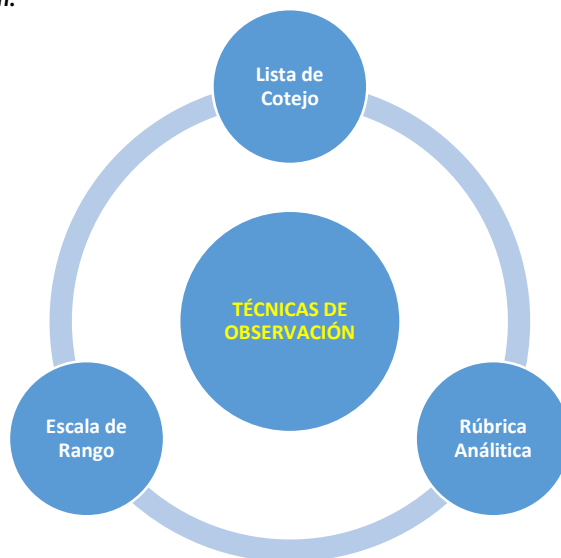 n.
Lista de
Cotejo
TÉCNICAS DE
OBSERVACIÓN
Escala de
Rango
Rúbrica
Análitica